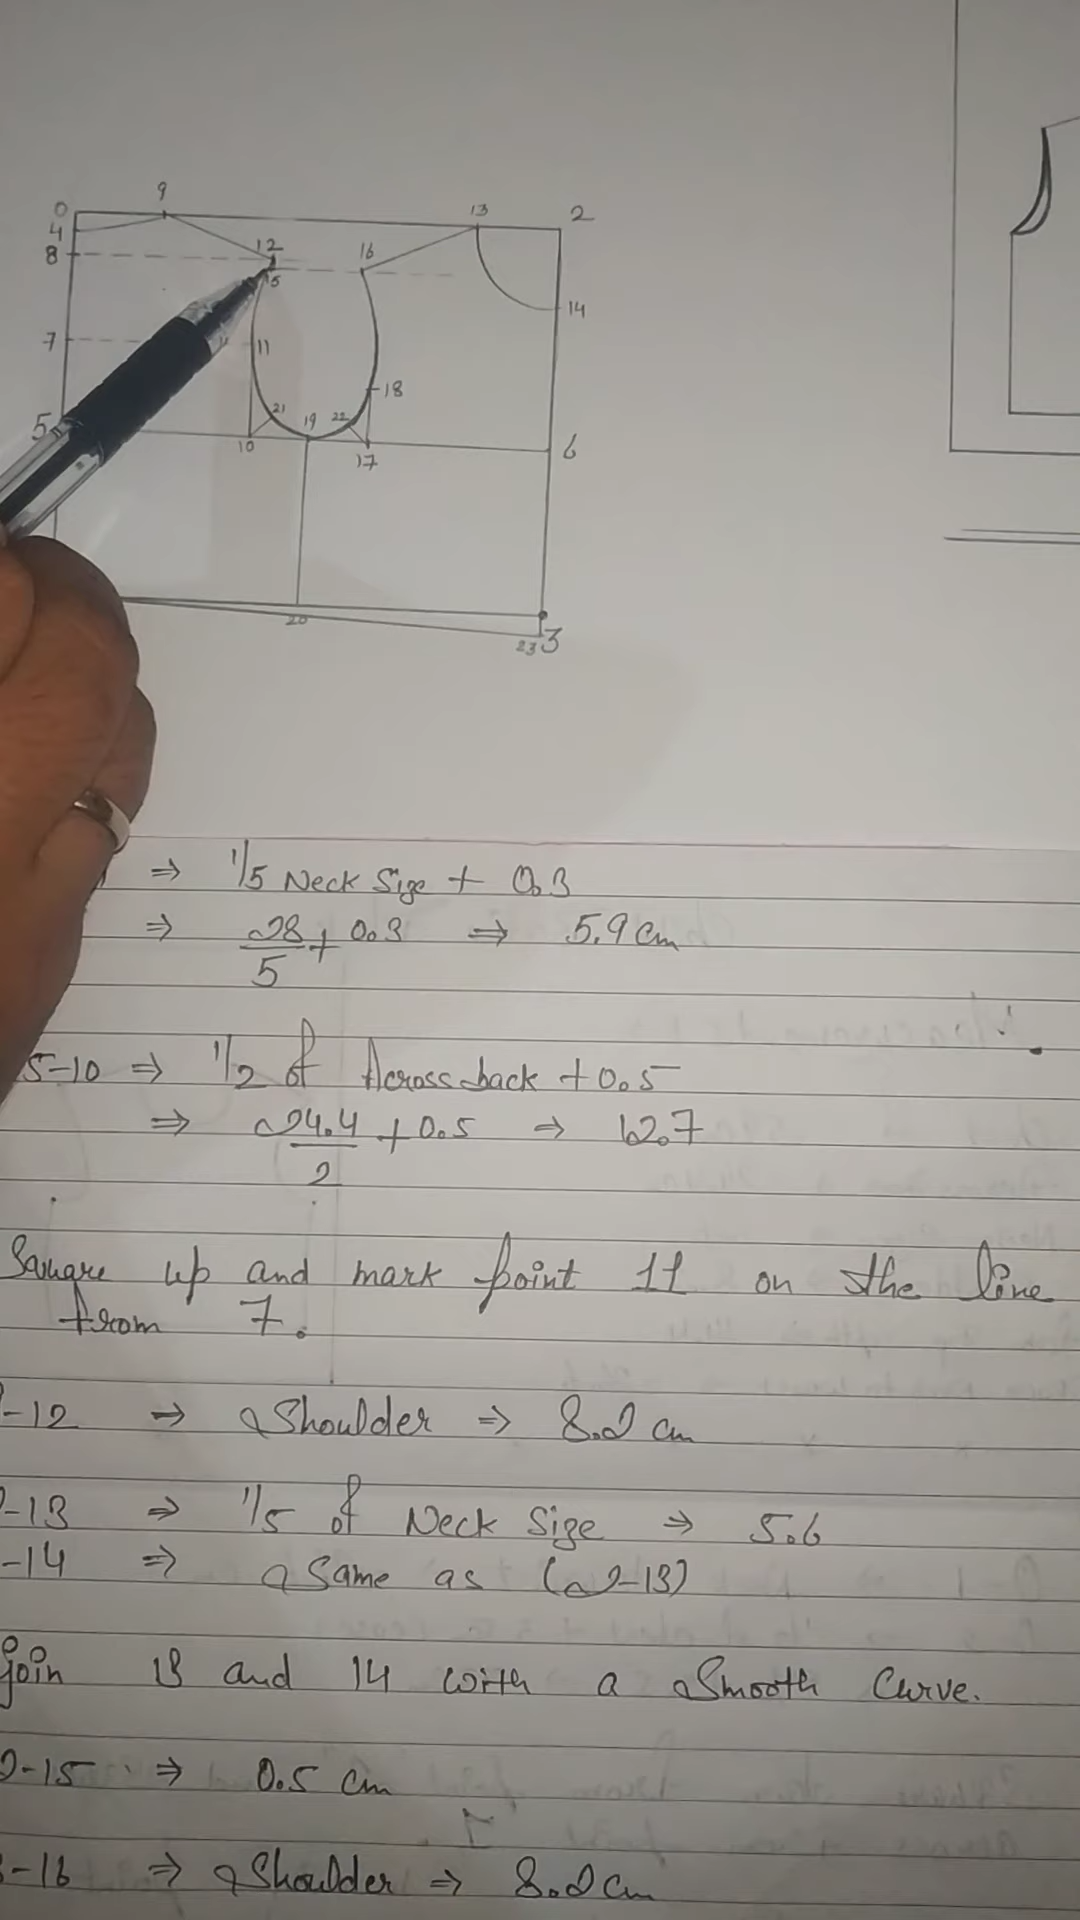 9
0
13
2
4
12
16
8
15
14
7
11
18
5
21
19
22
10
17
6
20
23
3
⇒ 1/5 Neck Size + 0.3
⇒ 28/5 + 0.3 ⇒ 5.9 cm
5-10 ⇒ 1/2 of Across back + 0.5
⇒ 24.4/2 + 0.5 ⇒ 12.7
Square up and mark point 11 on the line
from 7.
-12 ⇒ Shoulder ⇒ 8.2 cm
-13 ⇒ 1/5 of Neck Size ⇒ 5.6
-14 ⇒ Same as (2-13)
join 13 and 14 with a Smooth Curve.
-15 ⇒ 0.5 cm
-16 ⇒ Shoulder ⇒ 8.2 cm